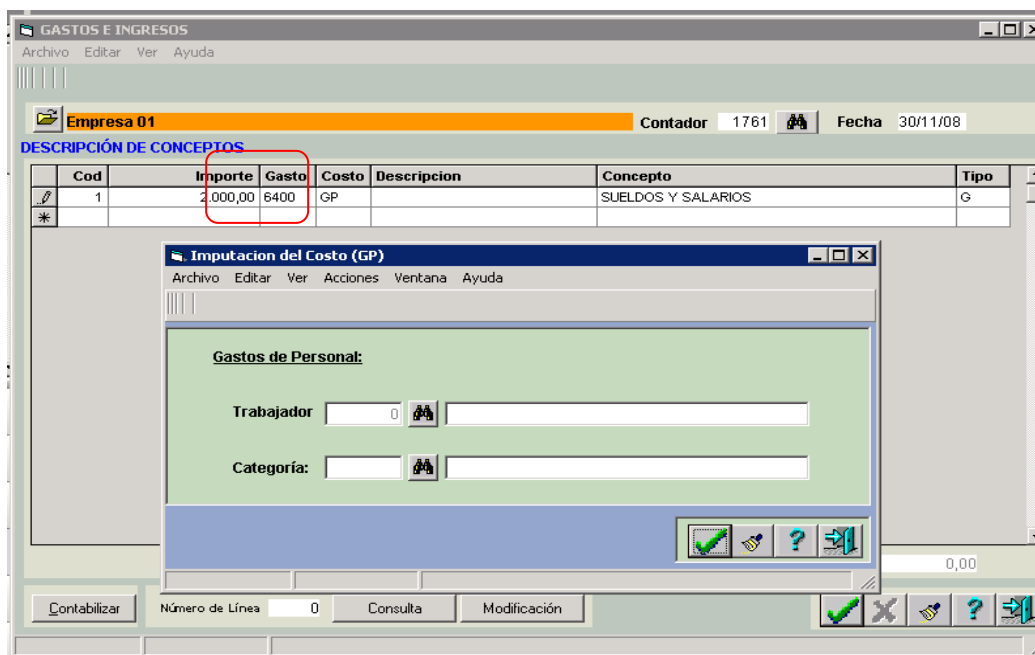 GASTOS E INGRESOS
Archivo Editar Ver Ayuda
Empresa 01 Contador 1761 Fecha 30/11/08
DESCRIPCIÓN DE CONCEPTOS
Cod Importe Gasto Costo Descripcion Concepto Tipo
1 2.000,00 6400 GP SUELDOS Y SALARIOS G
Imputacion del Costo (GP)
Archivo Editar Ver Acciones Ventana Ayuda
Gastos de Personal:
Trabajador 0
Categoría:
0,00
Contabilizar Número de Línea 0 Consulta Modificación